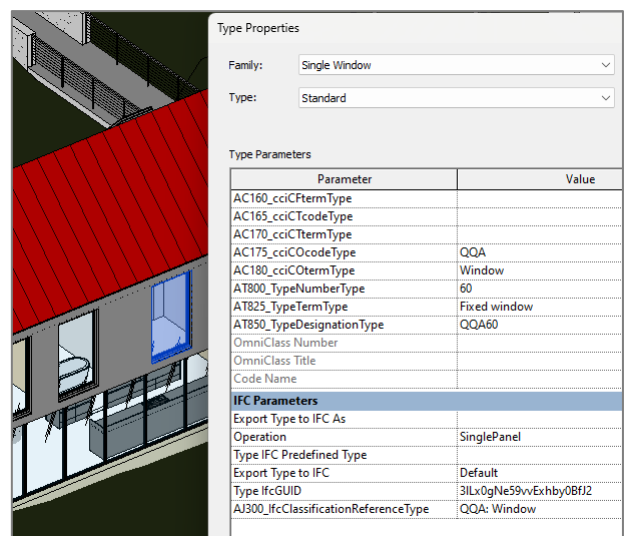 Type Properties
Family: Single Window
Type: Standard
Type Parameters
Parameter Value
AC160_cciCFtermType
AC165_cciCTcodeType
AC170_cciCTtermType
AC175_cciCOcodeType QQA
AC180_cciCOtermType Window
AT800_TypeNumberType 60
AT825_TypeTermType Fixed window
AT850_TypeDesignationType QQA60
OmniClass Number
OmniClass Title
Code Name
IFC Parameters
Export Type to IFC As
Operation SinglePanel
Type IFC Predefined Type
Export Type to IFC Default
Type IfcGUID 3ILx0gNe59vvExhby0BfJ2
AJ300_IfcClassificationReferenceType QQA: Window